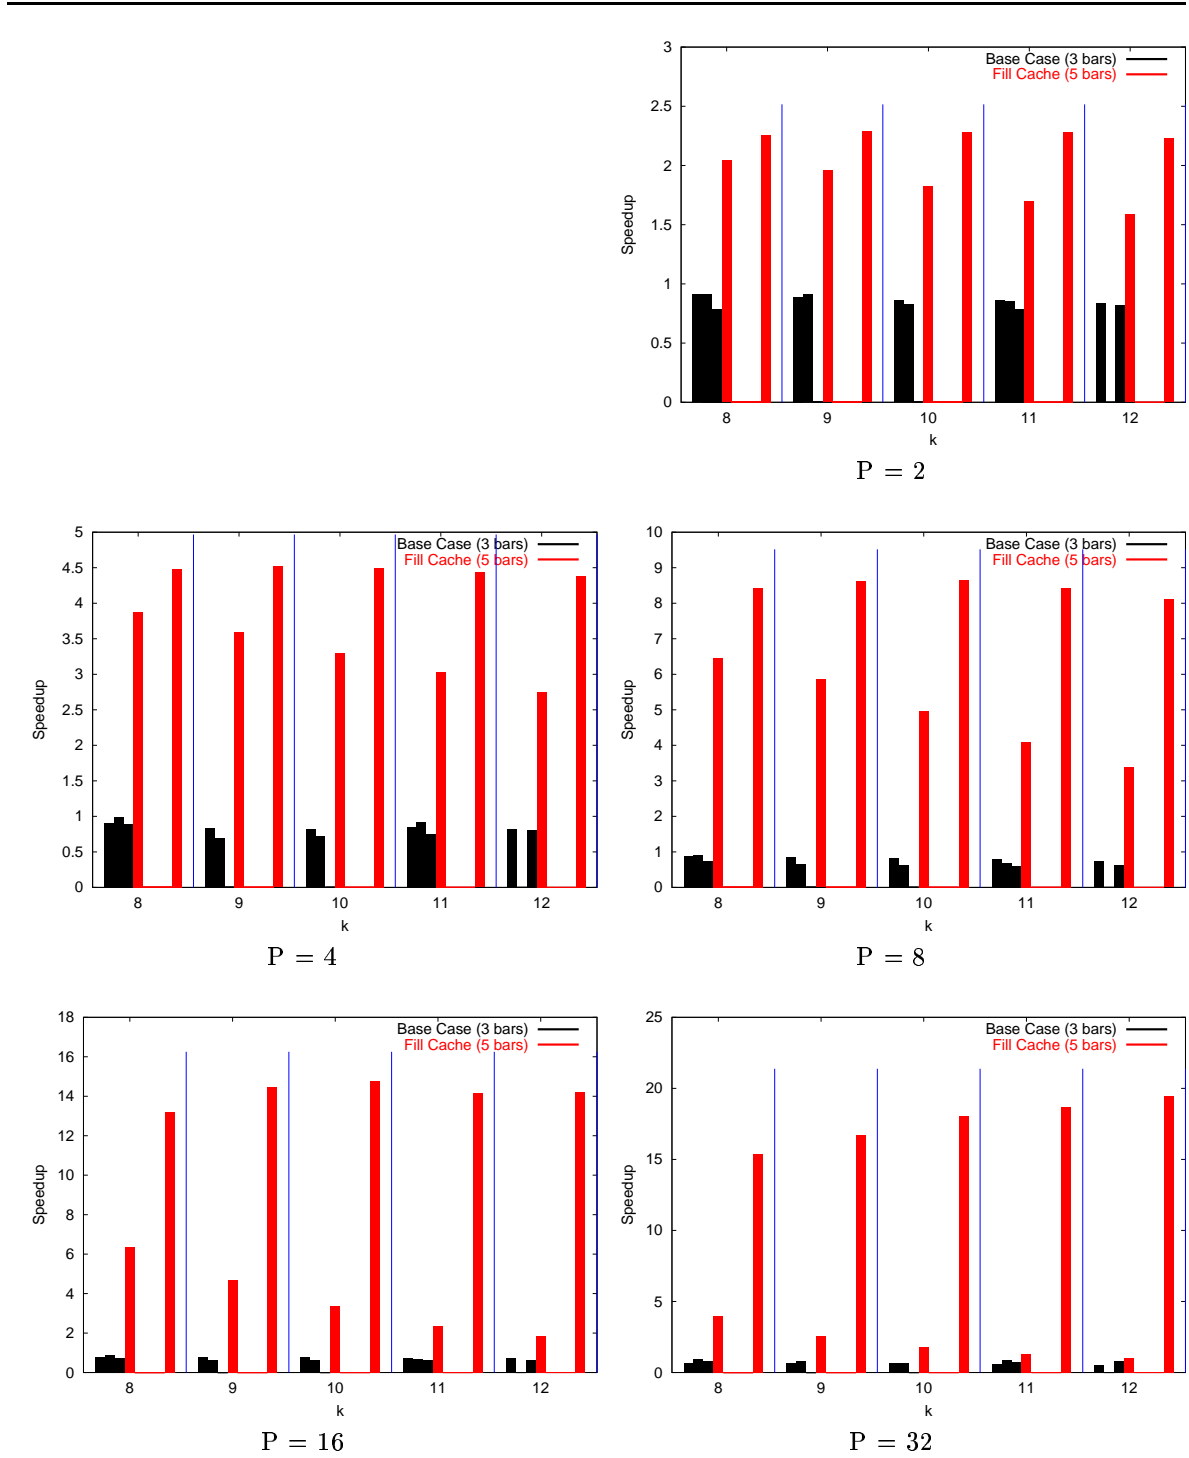 3
2.5
2
1.5
1
0.5
0
Speedup
Base Case (3 bars)
Fill Cache (5 bars)
8 9 10 11 12
k
P = 2
5
4.5
4
3.5
3
2.5
2
1.5
1
0.5
0
Speedup
Base Case (3 bars)
Fill Cache (5 bars)
8 9 10 11 12
k
P = 4
10
9
8
7
6
5
4
3
2
1
0
Speedup
Base Case (3 bars)
Fill Cache (5 bars)
8 9 10 11 12
k
P = 8
18
16
14
12
10
8
6
4
2
0
Speedup
Base Case (3 bars)
Fill Cache (5 bars)
8 9 10 11 12
k
P = 16
25
20
15
10
5
0
Speedup
Base Case (3 bars)
Fill Cache (5 bars)
8 9 10 11 12
k
P = 32